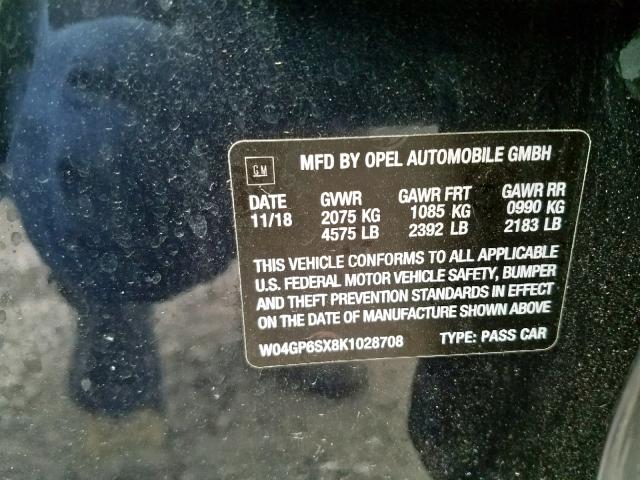 GM MFD BY OPEL AUTOMOBILE GMBH
DATE GVWR GAWR FRT GAWR RR
11/18 2075 KG 1085 KG 0990 KG
4575 LB 2392 LB 2183 LB
THIS VEHICLE CONFORMS TO ALL APPLICABLE
U.S. FEDERAL MOTOR VEHICLE SAFETY, BUMPER
AND THEFT PREVENTION STANDARDS IN EFFECT
ON THE DATE OF MANUFACTURE SHOWN ABOVE
W04GP6SX8K1028708 TYPE: PASS CAR